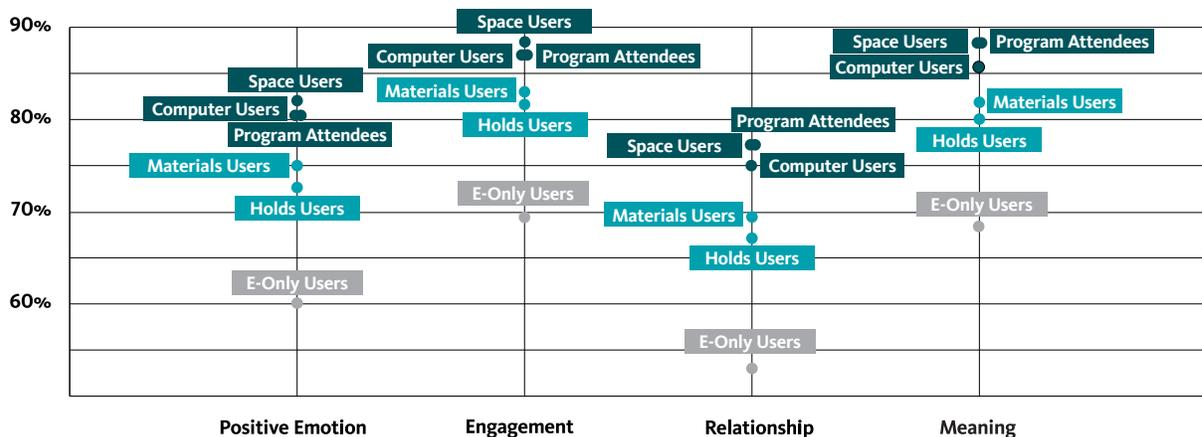 90%
80%
70%
60%
Space Users
Computer Users
Program Attendees
Materials Users
Holds Users
E-Only Users
Space Users
Computer Users
Program Attendees
Materials Users
Holds Users
E-Only Users
Program Attendees
Space Users
Computer Users
Materials Users
Holds Users
E-Only Users
Space Users
Program Attendees
Computer Users
Materials Users
Holds Users
E-Only Users
Positive Emotion
Engagement
Relationship
Meaning